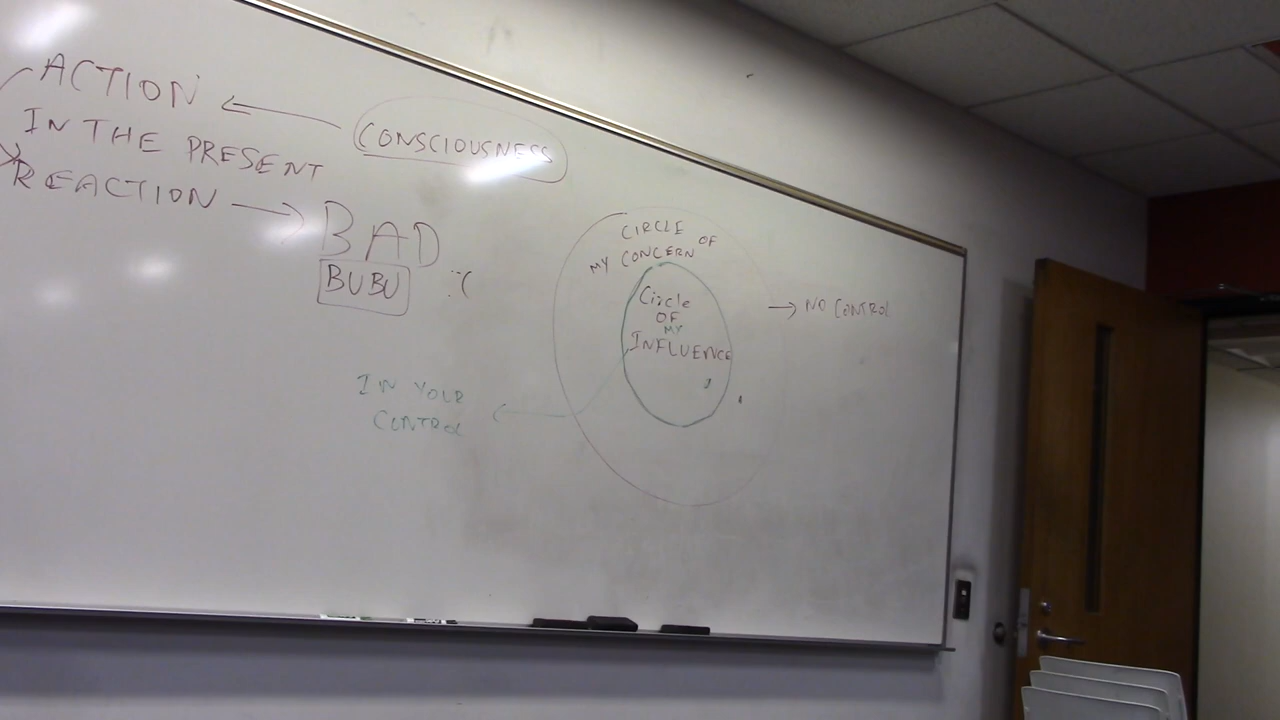 ACTION
IN THE PRESENT
REACTION
CONSCIOUSNESS
BAD
BUBU
:(
CIRCLE OF
MY CONCERN
Circle
OF
MY
INFLUENCE
NO CONTROL
IN YOUR
CONTROL